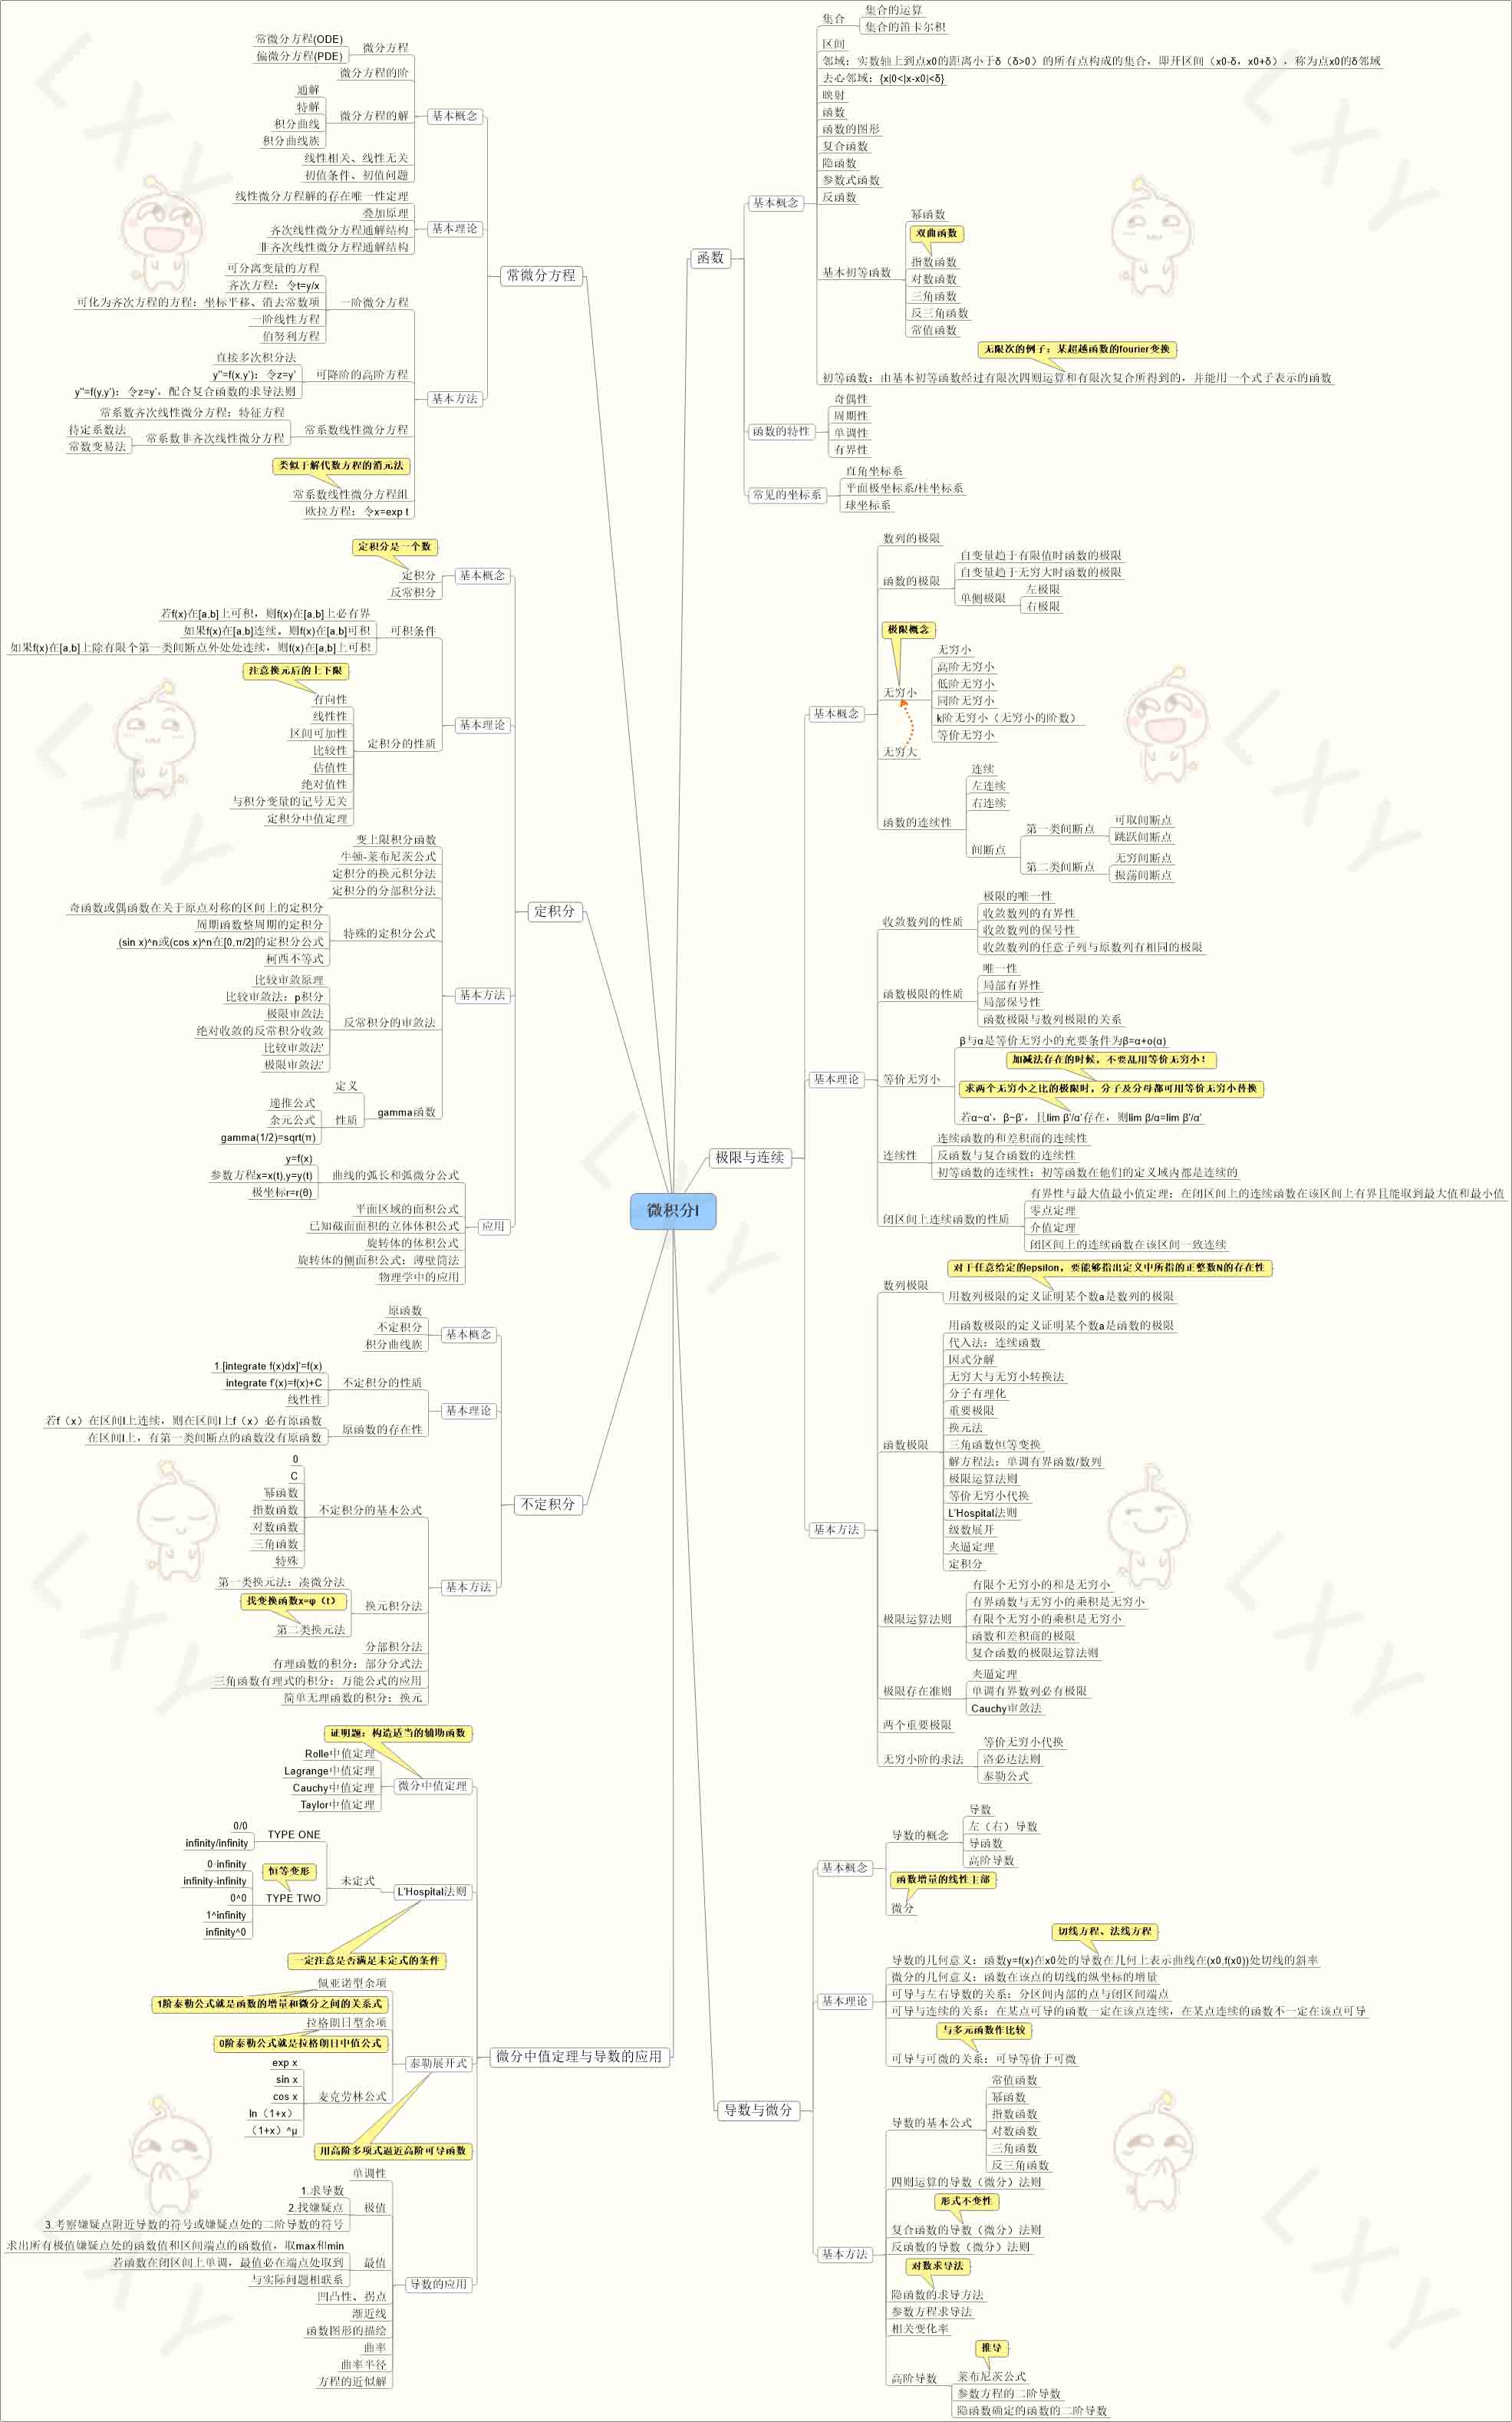 微积分I
函数
基本概念
集合
集合的运算
集合的笛卡尔积
区间
邻域：实数轴上到点x0的距离小于δ（δ>0）的所有点构成的集合，即开区间（x0-δ，x0+δ），称为点x0的δ邻域
去心邻域：{x|0<|x-x0|<δ}
映射
函数
函数的图形
复合函数
隐函数
参数式函数
反函数
基本初等函数
幂函数
双曲函数
指数函数
对数函数
三角函数
反三角函数
常值函数
无限次的例子：某超越函数的fourier变换
初等函数：由基本初等函数经过有限次四则运算和有限次复合所得到的，并能用一个式子表示的函数
函数的特性
奇偶性
周期性
单调性
有界性
常见的坐标系
直角坐标系
平面极坐标系/柱坐标系
球坐标系
极限与连续
基本概念
数列的极限
函数的极限
自变量趋于有限值时函数的极限
自变量趋于无穷大时函数的极限
单侧极限
左极限
右极限
极限概念
无穷小
无穷小
高阶无穷小
低阶无穷小
同阶无穷小
k阶无穷小（无穷小的阶数）
等价无穷小
无穷大
函数的连续性
连续
左连续
右连续
间断点
第一类间断点
可取间断点
跳跃间断点
第二类间断点
无穷间断点
振荡间断点
基本理论
收敛数列的性质
极限的唯一性
收敛数列的有界性
收敛数列的保号性
收敛数列的任意子列与原数列有相同的极限
函数极限的性质
唯一性
局部有界性
局部保号性
函数极限与数列极限的关系
等价无穷小
β与α是等价无穷小的充要条件为β=α+o(α)
加减法存在的时候，不要乱用等价无穷小！
求两个无穷小之比的极限时，分子及分母都可用等价无穷小替换
若α~α'，β~β'，且lim β'/α'存在，则lim β/α=lim β'/α'
连续性
连续函数的和差积商的连续性
反函数与复合函数的连续性
初等函数的连续性：初等函数在他们的定义域内都是连续的
闭区间上连续函数的性质
有界性与最大值最小值定理：在闭区间上的连续函数在该区间上有界且能取到最大值和最小值
零点定理
介值定理
闭区间上的连续函数在该区间一致连续
基本方法
数列极限
对于任意给定的epsilon，要能够指出定义中所指的正整数N的存在性
用数列极限的定义证明某个数a是数列的极限
函数极限
用函数极限的定义证明某个数a是函数的极限
代入法：连续函数
因式分解
无穷大与无穷小转换法
分子有理化
重要极限
换元法
三角函数恒等变换
解方程法：单调有界函数/数列
极限运算法则
等价无穷小代换
L'Hospital法则
级数展开
夹逼定理
定积分
极限运算法则
有限个无穷小的和是无穷小
有界函数与无穷小的乘积是无穷小
有限个无穷小的乘积是无穷小
函数和差积商的极限
复合函数的极限运算法则
极限存在准则
夹逼定理
单调有界数列必有极限
Cauchy审敛法
两个重要极限
无穷小阶的求法
等价无穷小代换
洛必达法则
泰勒公式
导数与微分
基本概念
导数的概念
导数
左（右）导数
导函数
高阶导数
函数增量的线性主部
微分
基本理论
切线方程、法线方程
导数的几何意义：函数y=f(x)在x0处的导数在几何上表示曲线在(x0,f(x0))处切线的斜率
微分的几何意义：函数在该点的切线的纵坐标的增量
可导与左右导数的关系：分区间内部的点与闭区间端点
可导与连续的关系：在某点可导的函数一定在该点连续，在某点连续的函数不一定在该点可导
与多元函数作比较
可导与可微的关系：可导等价于可微
基本方法
导数的基本公式
常值函数
幂函数
指数函数
对数函数
三角函数
反三角函数
四则运算的导数（微分）法则
形式不变性
复合函数的导数（微分）法则
反函数的导数（微分）法则
对数求导法
隐函数的求导方法
参数方程求导法
相关变化率
高阶导数
推导
莱布尼茨公式
参数方程的二阶导数
隐函数确定的函数的二阶导数
常微分方程
基本概念
微分方程
常微分方程(ODE)
偏微分方程(PDE)
微分方程的阶
微分方程的解
通解
特解
积分曲线
积分曲线族
线性相关、线性无关
初值条件、初值问题
基本理论
线性微分方程解的存在唯一性定理
叠加原理
齐次线性微分方程通解结构
非齐次线性微分方程通解结构
基本方法
一阶微分方程
可分离变量的方程
齐次方程：令t=y/x
可化为齐次方程的方程：坐标平移、消去常数项
一阶线性方程
伯努利方程
可降阶的高阶方程
直接多次积分法
y''=f(x,y')：令z=y'
y''=f(y,y')：令z=y'，配合复合函数的求导法则
常系数线性微分方程
常系数齐次线性微分方程：特征方程
常系数非齐次线性微分方程
待定系数法
常数变易法
类似于解代数方程的消元法
常系数线性微分方程组
欧拉方程：令x=exp t
定积分
基本概念
定积分是一个数
定积分
反常积分
基本理论
可积条件
若f(x)在[a,b]上可积，则f(x)在[a,b]上必有界
如果f(x)在[a,b]连续。则f(x)在[a,b]可积
如果f(x)在[a,b]上除有限个第一类间断点外处处连续，则f(x)在[a,b]上可积
定积分的性质
注意换元后的上下限
有向性
线性性
区间可加性
比较性
估值性
绝对值性
与积分变量的记号无关
定积分中值定理
基本方法
变上限积分函数
牛顿-莱布尼茨公式
定积分的换元积分法
定积分的分部积分法
特殊的定积分公式
奇函数或偶函数在关于原点对称的区间上的定积分
周期函数整周期的定积分
(sin x)^n或(cos x)^n在[0,π/2]的定积分公式
柯西不等式
反常积分的审敛法
比较审敛原理
比较审敛法：p积分
极限审敛法
绝对收敛的反常积分收敛
比较审敛法'
极限审敛法'
gamma函数
定义
性质
递推公式
余元公式
gamma(1/2)=sqrt(π)
应用
曲线的弧长和弧微分公式
y=f(x)
参数方程x=x(t),y=y(t)
极坐标r=r(θ)
平面区域的面积公式
已知截面面积的立体体积公式
旋转体的体积公式
旋转体的侧面积公式：薄壁筒法
物理学中的应用
不定积分
基本概念
原函数
不定积分
积分曲线族
基本理论
不定积分的性质
1.[integrate f(x)dx]'=f(x)
integrate f'(x)=f(x)+C
线性性
原函数的存在性
若f（x）在区间I上连续，则在区间I上f（x）必有原函数
在区间I上，有第一类间断点的函数没有原函数
基本方法
不定积分的基本公式
0
C
幂函数
指数函数
对数函数
三角函数
特殊
换元积分法
第一类换元法：凑微分法
找变换函数x=φ（t）
第二类换元法
分部积分法
有理函数的积分：部分分式法
三角函数有理式的积分：万能公式的应用
简单无理函数的积分：换元
微分中值定理与导数的应用
微分中值定理
证明题：构造适当的辅助函数
Rolle中值定理
Lagrange中值定理
Cauchy中值定理
Taylor中值定理
L'Hospital法则
未定式
TYPE ONE
0/0
infinity/infinity
恒等变形
TYPE TWO
0·infinity
infinity-infinity
0^0
1^infinity
infinity^0
一定注意是否满足未定式的条件
泰勒展开式
佩亚诺型余项
1阶泰勒公式就是函数的增量和微分之间的关系式
拉格朗日型余项
0阶泰勒公式就是拉格朗日中值公式
麦克劳林公式
exp x
sin x
cos x
ln（1+x）
（1+x）^μ
用高阶多项式逼近高阶可导函数
导数的应用
单调性
极值
1.求导数
2.找嫌疑点
3.考察嫌疑点附近导数的符号或嫌疑点处的二阶导数的符号
最值
求出所有极值嫌疑点处的函数值和区间端点的函数值，取max和min
若函数在闭区间上单调，最值必在端点处取到
与实际问题相联系
凹凸性、拐点
渐近线
函数图形的描绘
曲率
曲率半径
方程的近似解
LXY
LXY
LXY
LXY
LXY
LXY
LXY
LXY
LXY